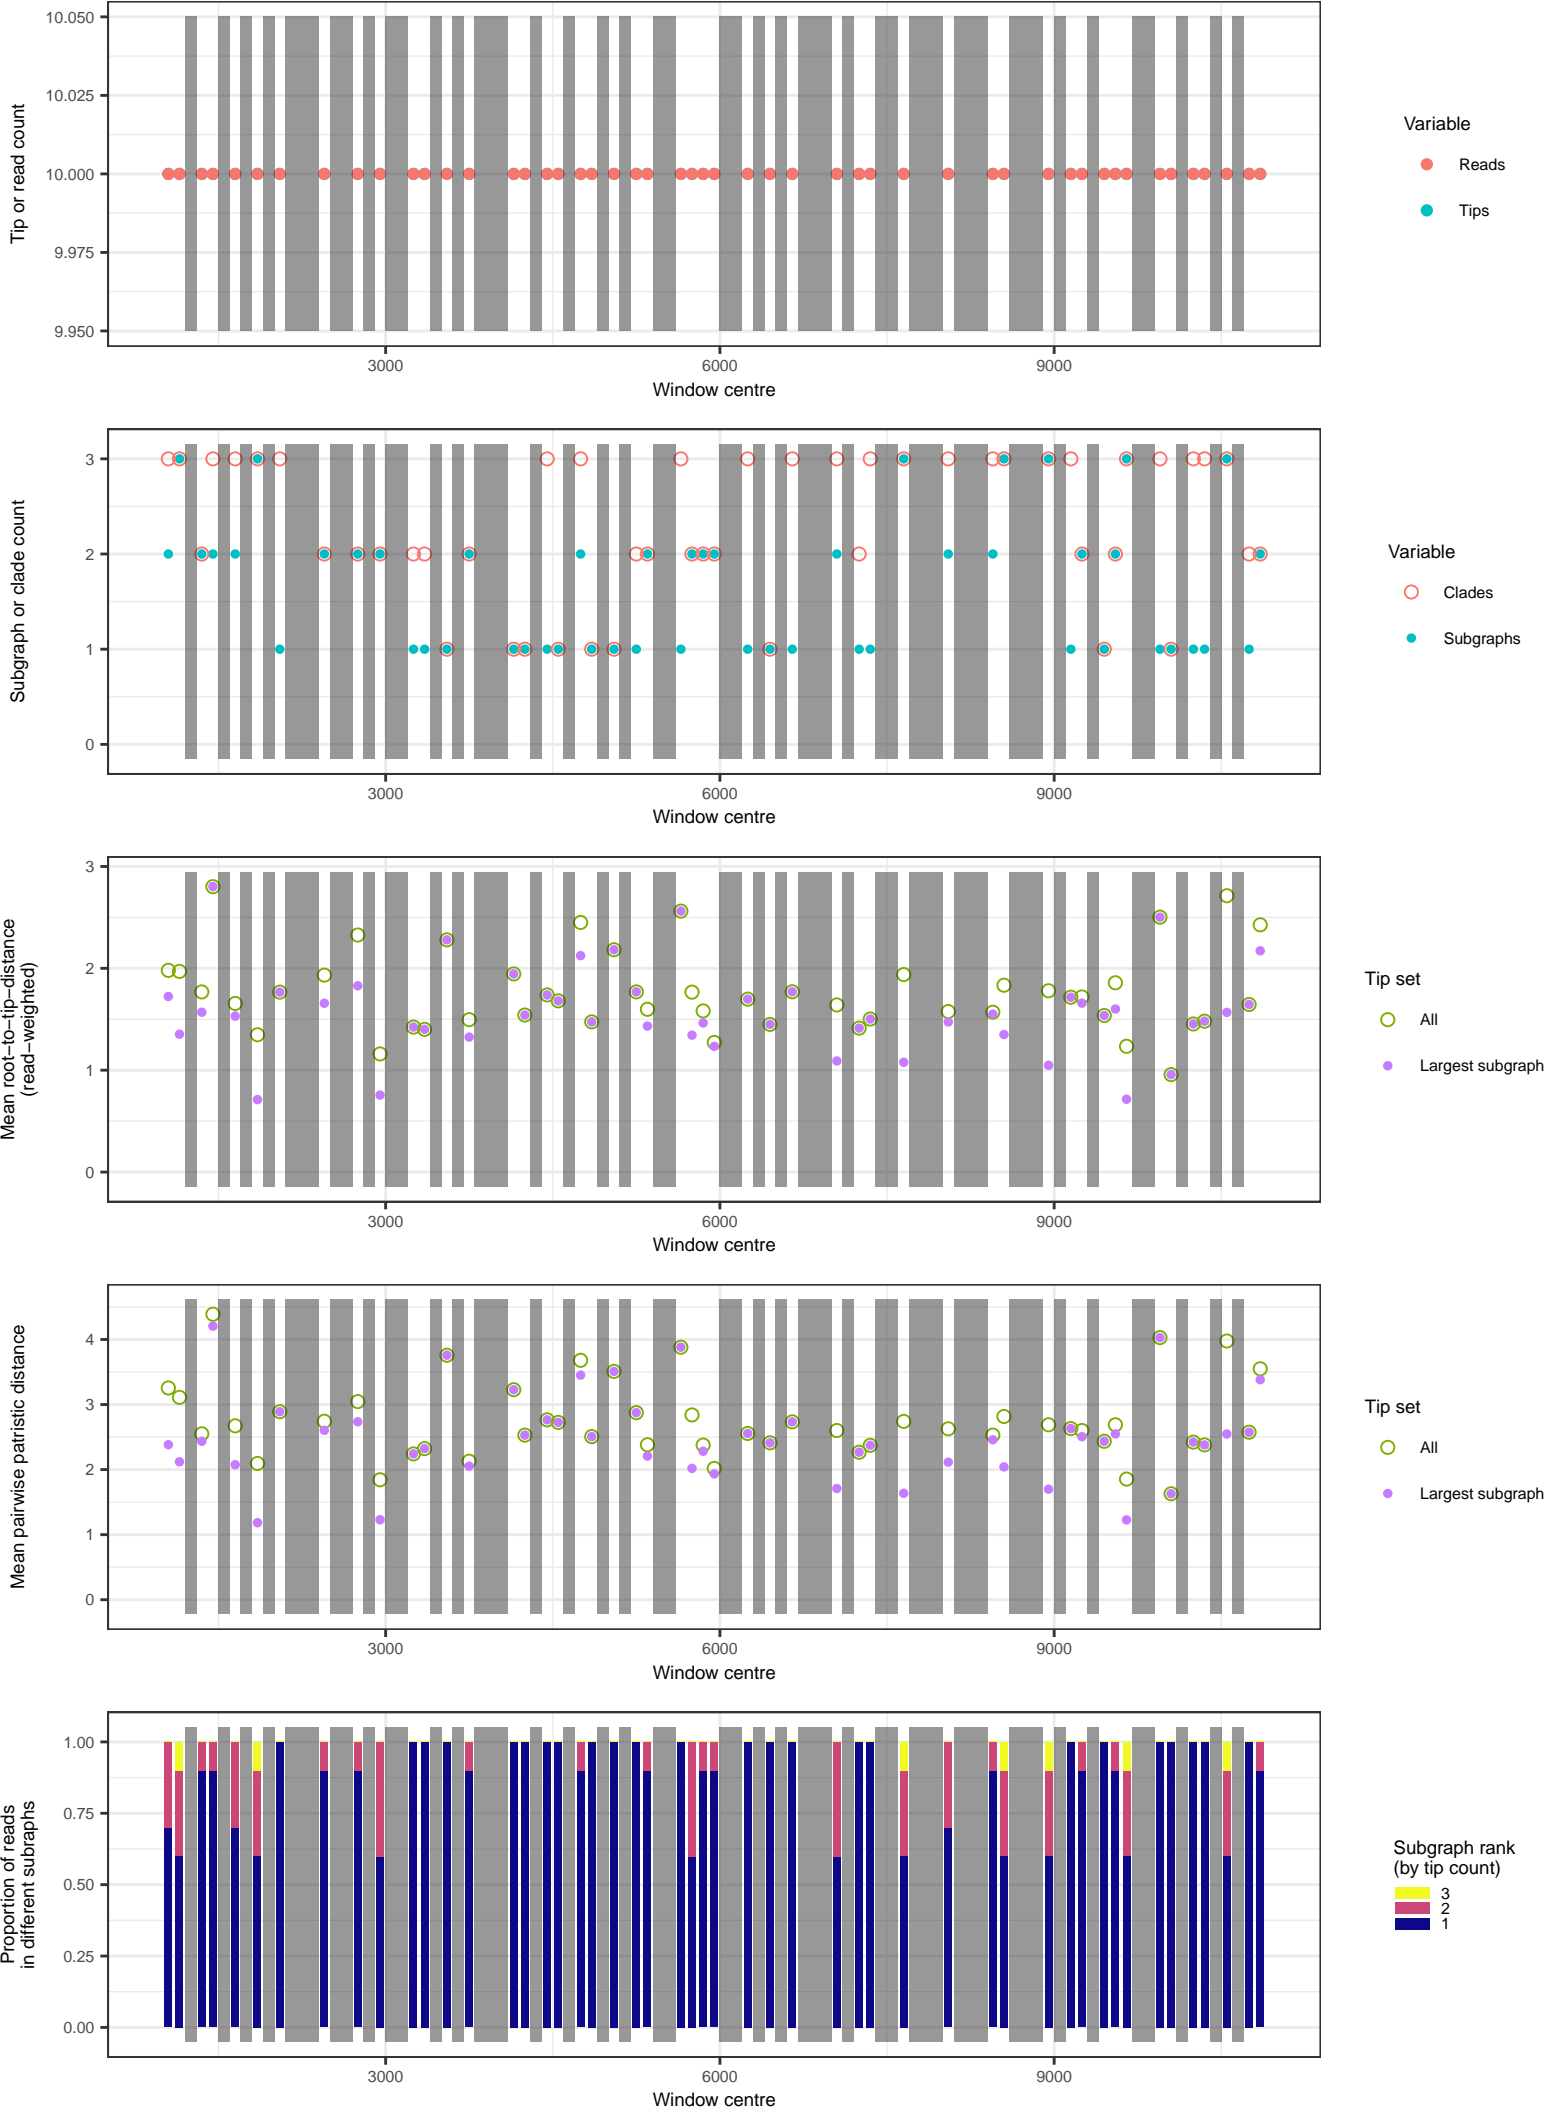 10.050
10.025
10.000
9.975
9.950
Tip or read count
3000
6000
9000
Window centre
Variable
Reads
Tips
3
2
1
0
Subgraph or clade count
3000
6000
9000
Window centre
Variable
Clades
Subgraphs
3
2
1
0
Mean root−to−tip−distance
(read−weighted)
3000
6000
9000
Window centre
Tip set
All
Largest subgraph
4
3
2
1
0
Mean pairwise patristic distance
3000
6000
9000
Window centre
Tip set
All
Largest subgraph
1.00
0.75
0.50
0.25
0.00
Proportion of reads
in different subraphs
3000
6000
9000
Window centre
Subgraph rank
(by tip count)
3
2
1